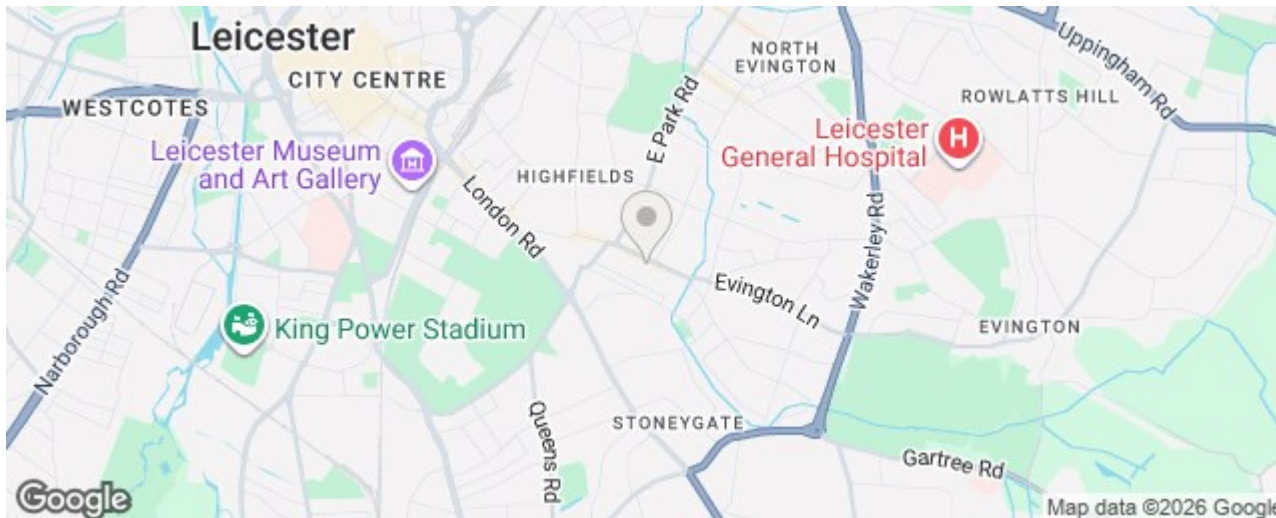 Leicester
CITY CENTRE
WESTCOTES
Leicester Museum
and Art Gallery
HIGHFIELDS
London Rd
E Park Rd
NORTH
EVINGTON
Uppingham Rd
ROWLATTS HILL
Leicester
General Hospital
H
Wakerley Rd
Evington Ln
EVINGTON
Narborough Rd
King Power Stadium
Queens Rd
STONEYGATE
Gartree Rd
Google
Map data ©2026 Google